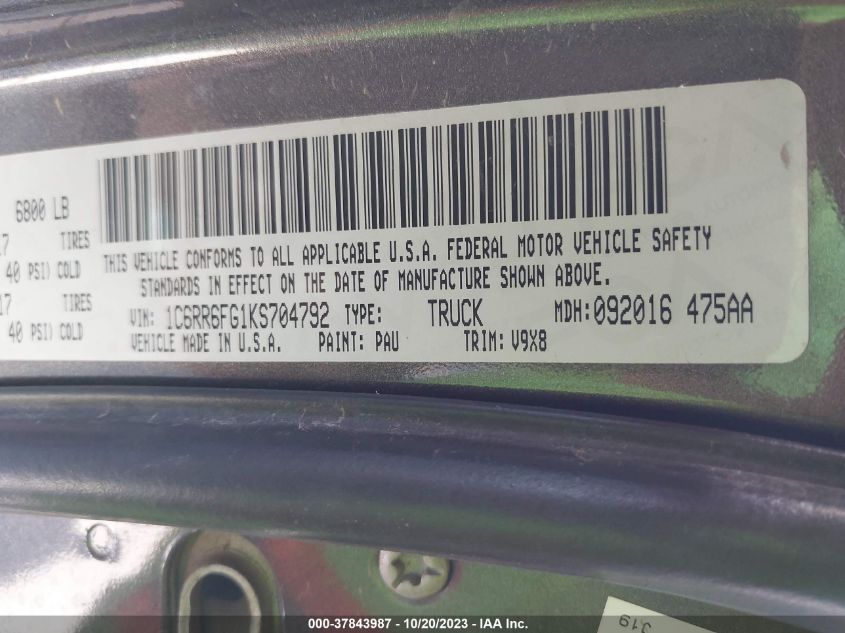 6800 LB
17 TIRES
40 PSI) COLD
17 TIRES
40 PSI) COLD
THIS VEHICLE CONFORMS TO ALL APPLICABLE U.S.A. FEDERAL MOTOR VEHICLE SAFETY
STANDARDS IN EFFECT ON THE DATE OF MANUFACTURE SHOWN ABOVE.
VIN: 1C6RR6FG1KS704792 TYPE: TRUCK MDH:092016 475AA
VEHICLE MADE IN U.S.A. PAINT: PAU TRIM: V9X8
319
000-37843987 - 10/20/2023 - IAA Inc.